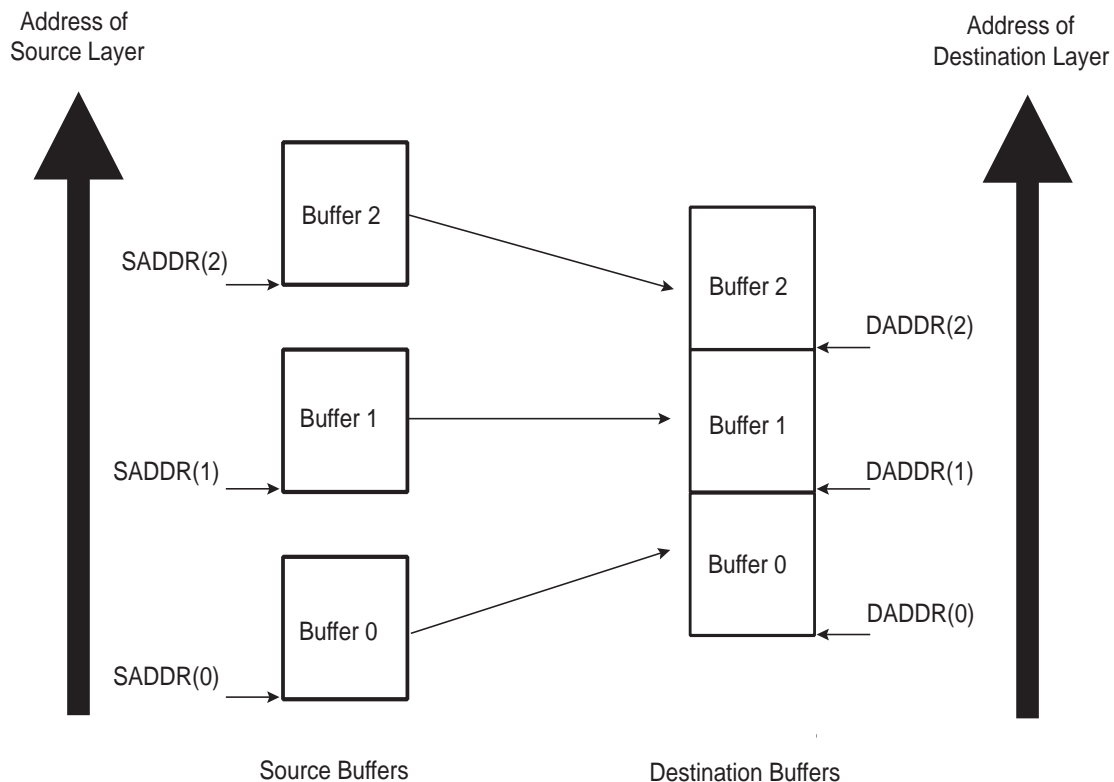 Address of
Source Layer
Address of
Destination Layer
Buffer 2
SADDR(2)
Buffer 2
DADDR(2)
Buffer 1
Buffer 1
SADDR(1)
DADDR(1)
Buffer 0
DADDR(0)
Buffer 0
SADDR(0)
Source Buffers
Destination Buffers